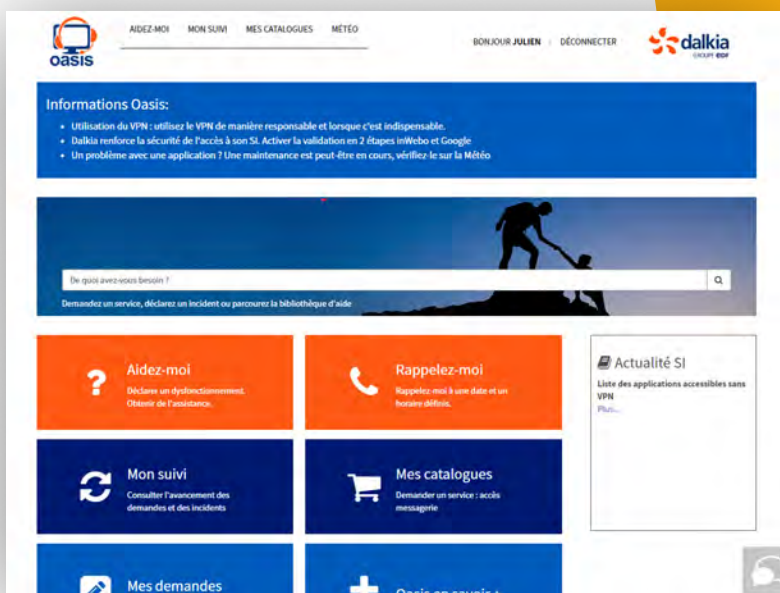 oasis
AIDEZ-MOI MON SUIVI MES CATALOGUES MÉTÉO
BONJOUR JULIEN DÉCONNECTER
dalkia
GROUPE EDF
Informations Oasis:
• Utilisation du VPN : utilisez le VPN de manière responsable et lorsque c'est indispensable.
• Dalkia renforce la sécurité de l'accès à son SI. Activer la validation en 2 étapes inWebo et Google
• Un problème avec une application ? Une maintenance est peut-être en cours, vérifiez-le sur la Météo
De quoi avez-vous besoin ?
Demandez un service, déclarez un incident ou parcourez la bibliothèque d'aide
Aidez-moi
Déclarer un dysfonctionnement.
Obtenir de l'assistance.
Rappelez-moi
Rappelez-moi à une date et un
horaire définis.
Actualité SI
Liste des applications accessibles sans
VPN
Plus...
Mon suivi
Consulter l'avancement des
demandes et des incidents
Mes catalogues
Demander un service : accès
messagerie
Mes demandes
Oasis en savoir +